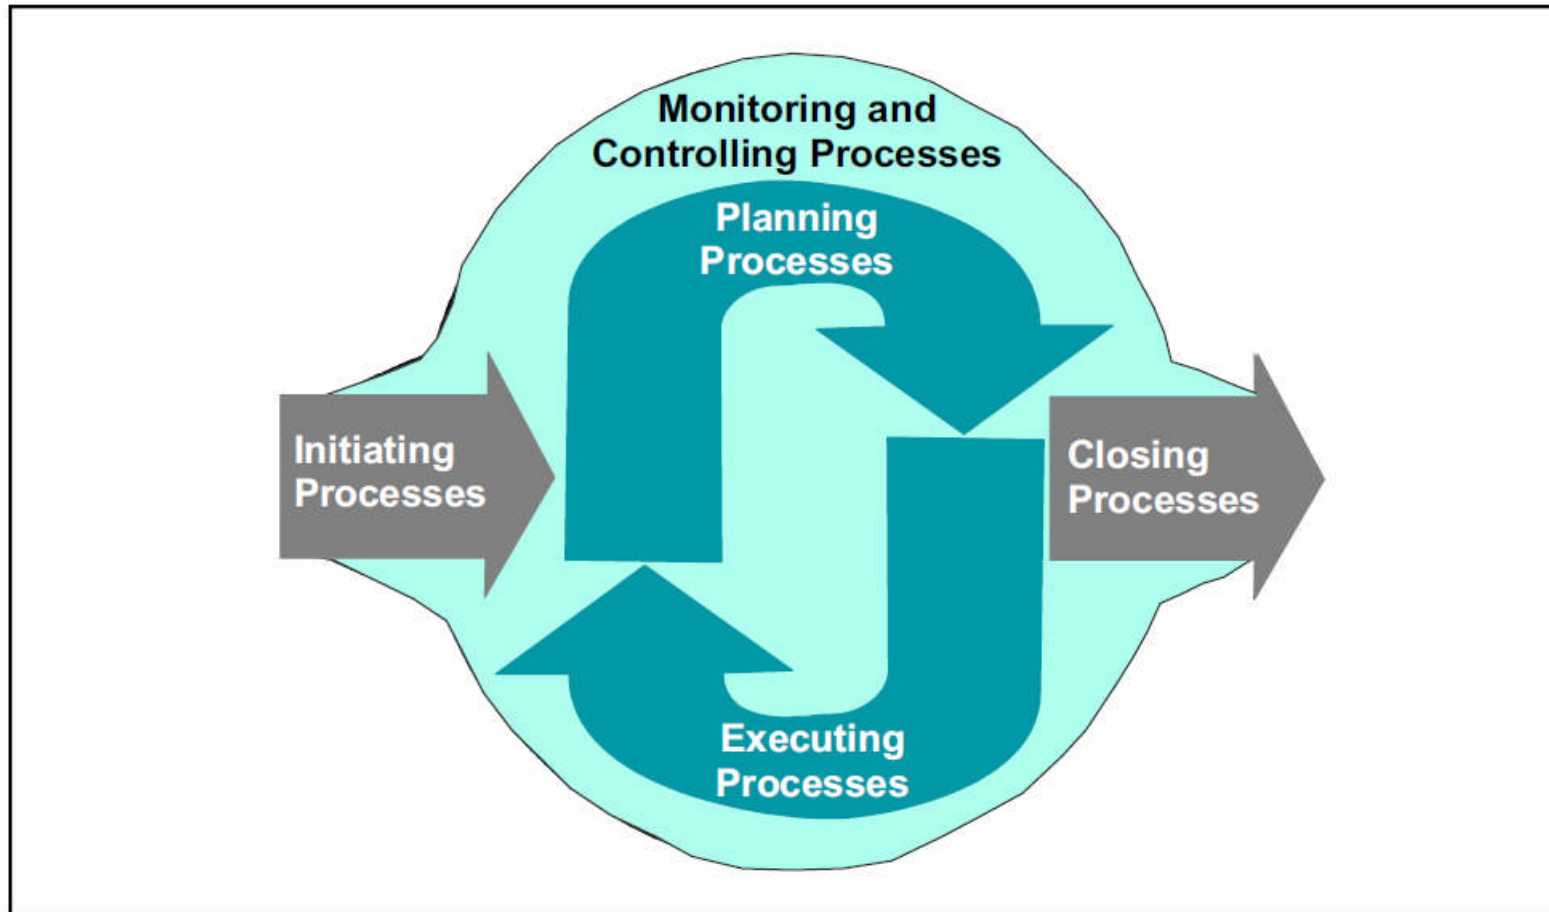 Monitoring and
Controlling Processes
Planning
Processes
Initiating
Processes
Closing
Processes
Executing
Processes